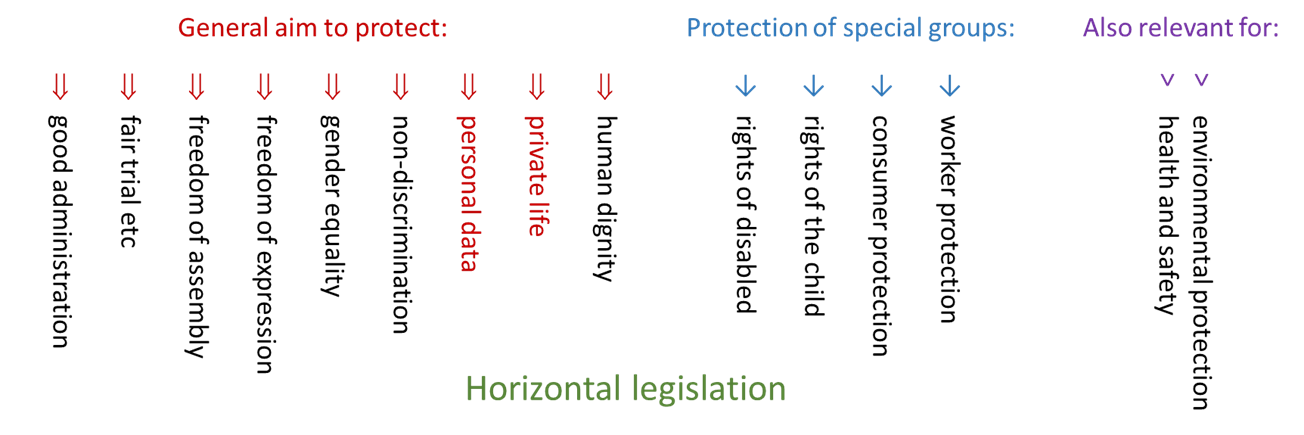 General aim to protect:
Protection of special groups:
Also relevant for:
good administration
fair trial etc
freedom of assembly
freedom of expression
gender equality
non-discrimination
personal data
private life
human dignity
rights of disabled
rights of the child
consumer protection
worker protection
health and safety
environmental protection
Horizontal legislation